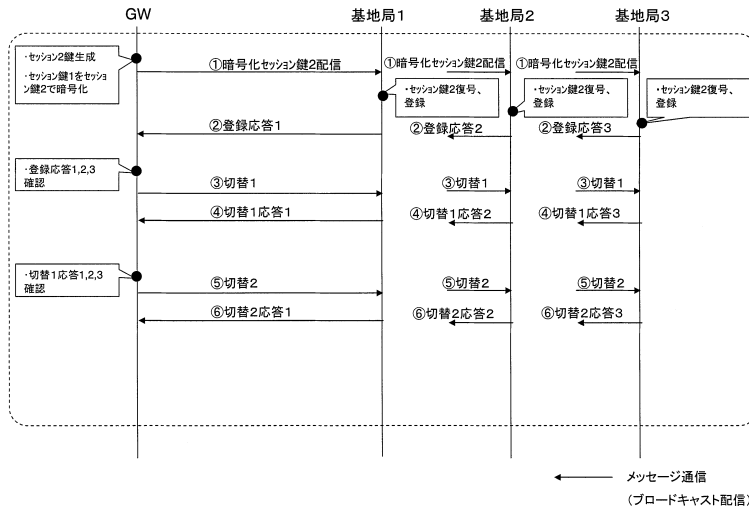 GW
基地局1
基地局2
基地局3
・セッション2鍵生成
・セッション鍵1をセッシ
ョン鍵2で暗号化
①暗号化セッション鍵2配信
①暗号化セッション鍵2配信
①暗号化セッション鍵2配信
・セッション鍵2復号、
登録
・セッション鍵2復号、
登録
・セッション鍵2復号、
登録
②登録応答1
②登録応答2
②登録応答3
・登録応答1,2,3
確認
③切替1
③切替1
③切替1
④切替1応答1
④切替1応答2
④切替1応答3
・切替1応答1,2,3
確認
⑤切替2
⑤切替2
⑤切替2
⑥切替2応答1
⑥切替2応答2
⑥切替2応答3
メッセージ通信
(ブロードキャスト配信)